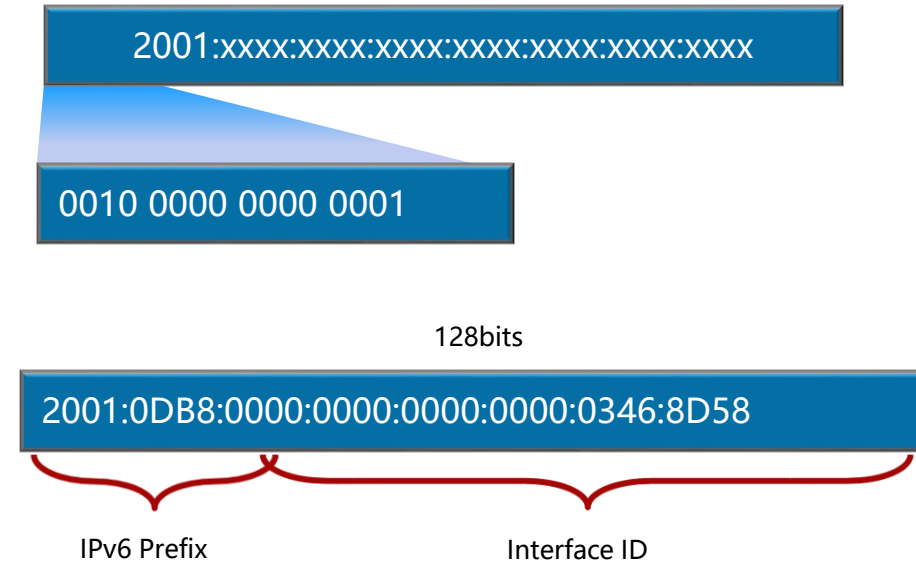 2001:xxxx:xxxx:xxxx:xxxx:xxxx:xxxx:xxxx
0010 0000 0000 0001
128bits
2001:0DB8:0000:0000:0000:0000:0346:8D58
IPv6 Prefix
Interface ID